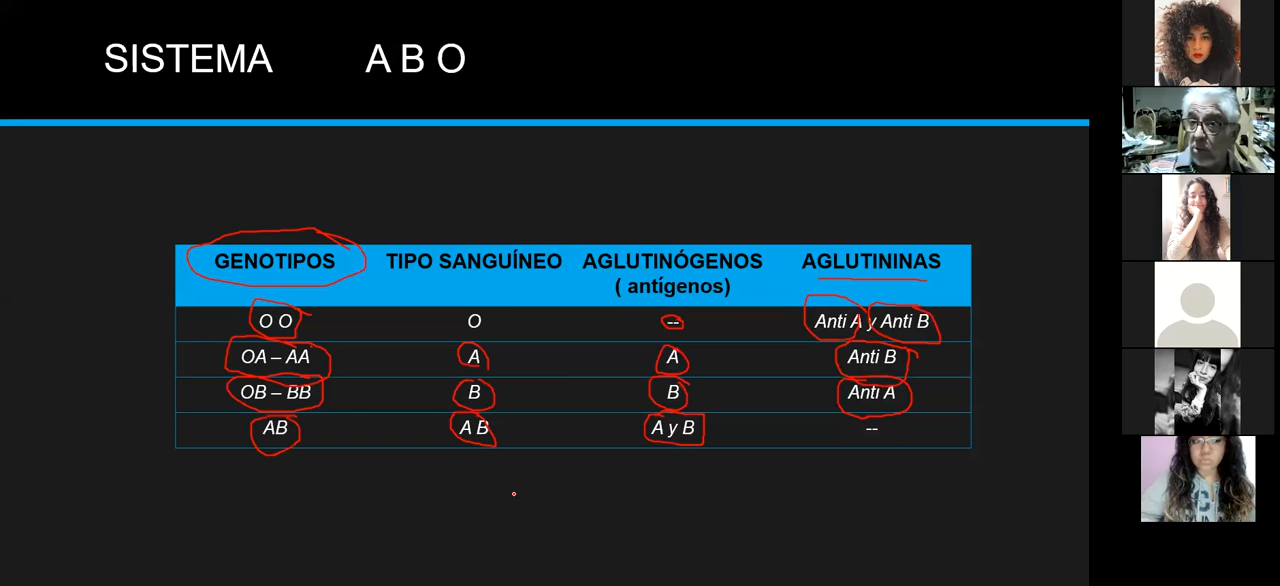 SISTEMA A B O
GENOTIPOS TIPO SANGUÍNEO AGLUTINÓGENOS AGLUTININAS
( antígenos)
O O O -- Anti A y Anti B
OA – AA A A Anti B
OB – BB B B Anti A
AB A B A y B --